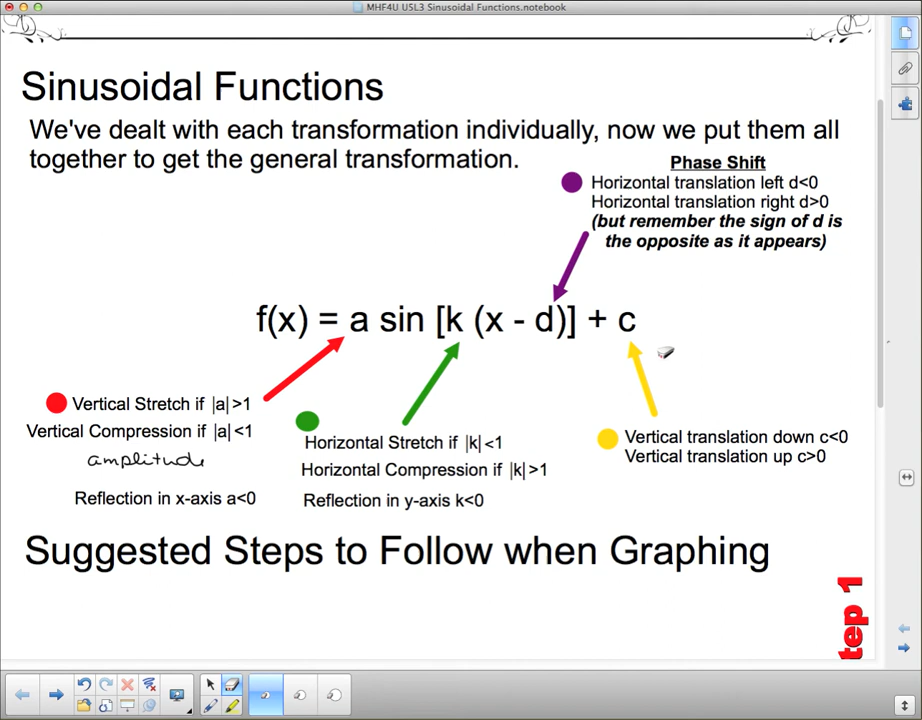 MHF4U U5L3 Sinusoidal Functions.notebook
Sinusoidal Functions
We've dealt with each transformation individually, now we put them all
together to get the general transformation.
Phase Shift
Horizontal translation left d<0
Horizontal translation right d>0
(but remember the sign of d is
the opposite as it appears)
f(x) = a sin [k (x - d)] + c
Vertical Stretch if |a|>1
Vertical Compression if |a|<1
amplitude
Reflection in x-axis a<0
Horizontal Stretch if |k|<1
Horizontal Compression if |k|>1
Reflection in y-axis k<0
Vertical translation down c<0
Vertical translation up c>0
Suggested Steps to Follow when Graphing
tep 1